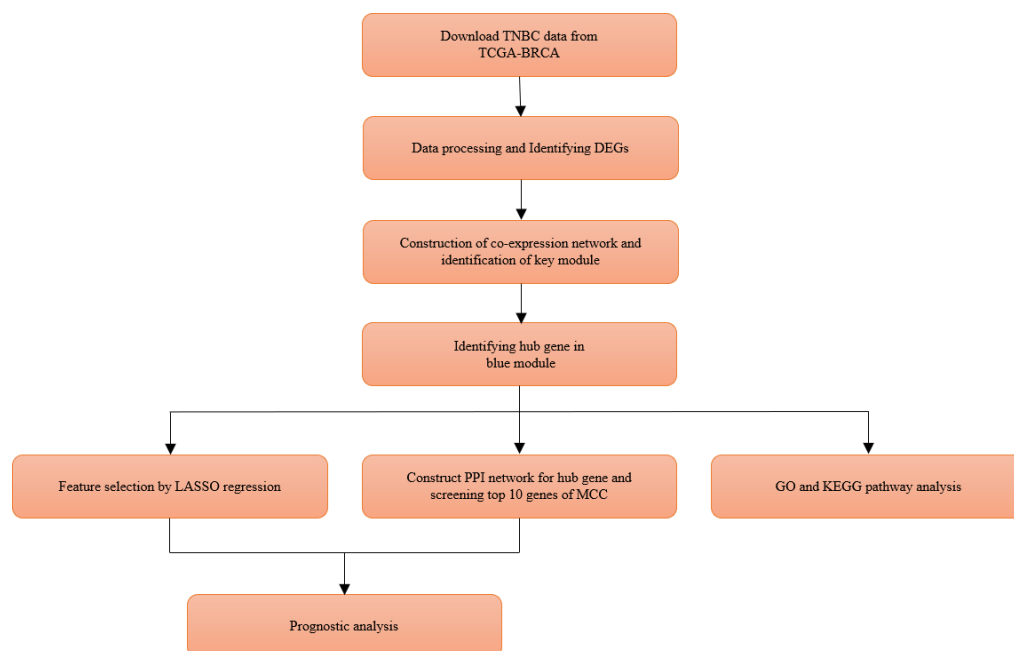 Download TNBC data from
TCGA-BRCA
Data processing and Identifying DEGs
Construction of co-expression network and
identification of key module
Identifying hub gene in
blue module
Feature selection by LASSO regression
Construct PPI network for hub gene and
screening top 10 genes of MCC
GO and KEGG pathway analysis
Prognostic analysis